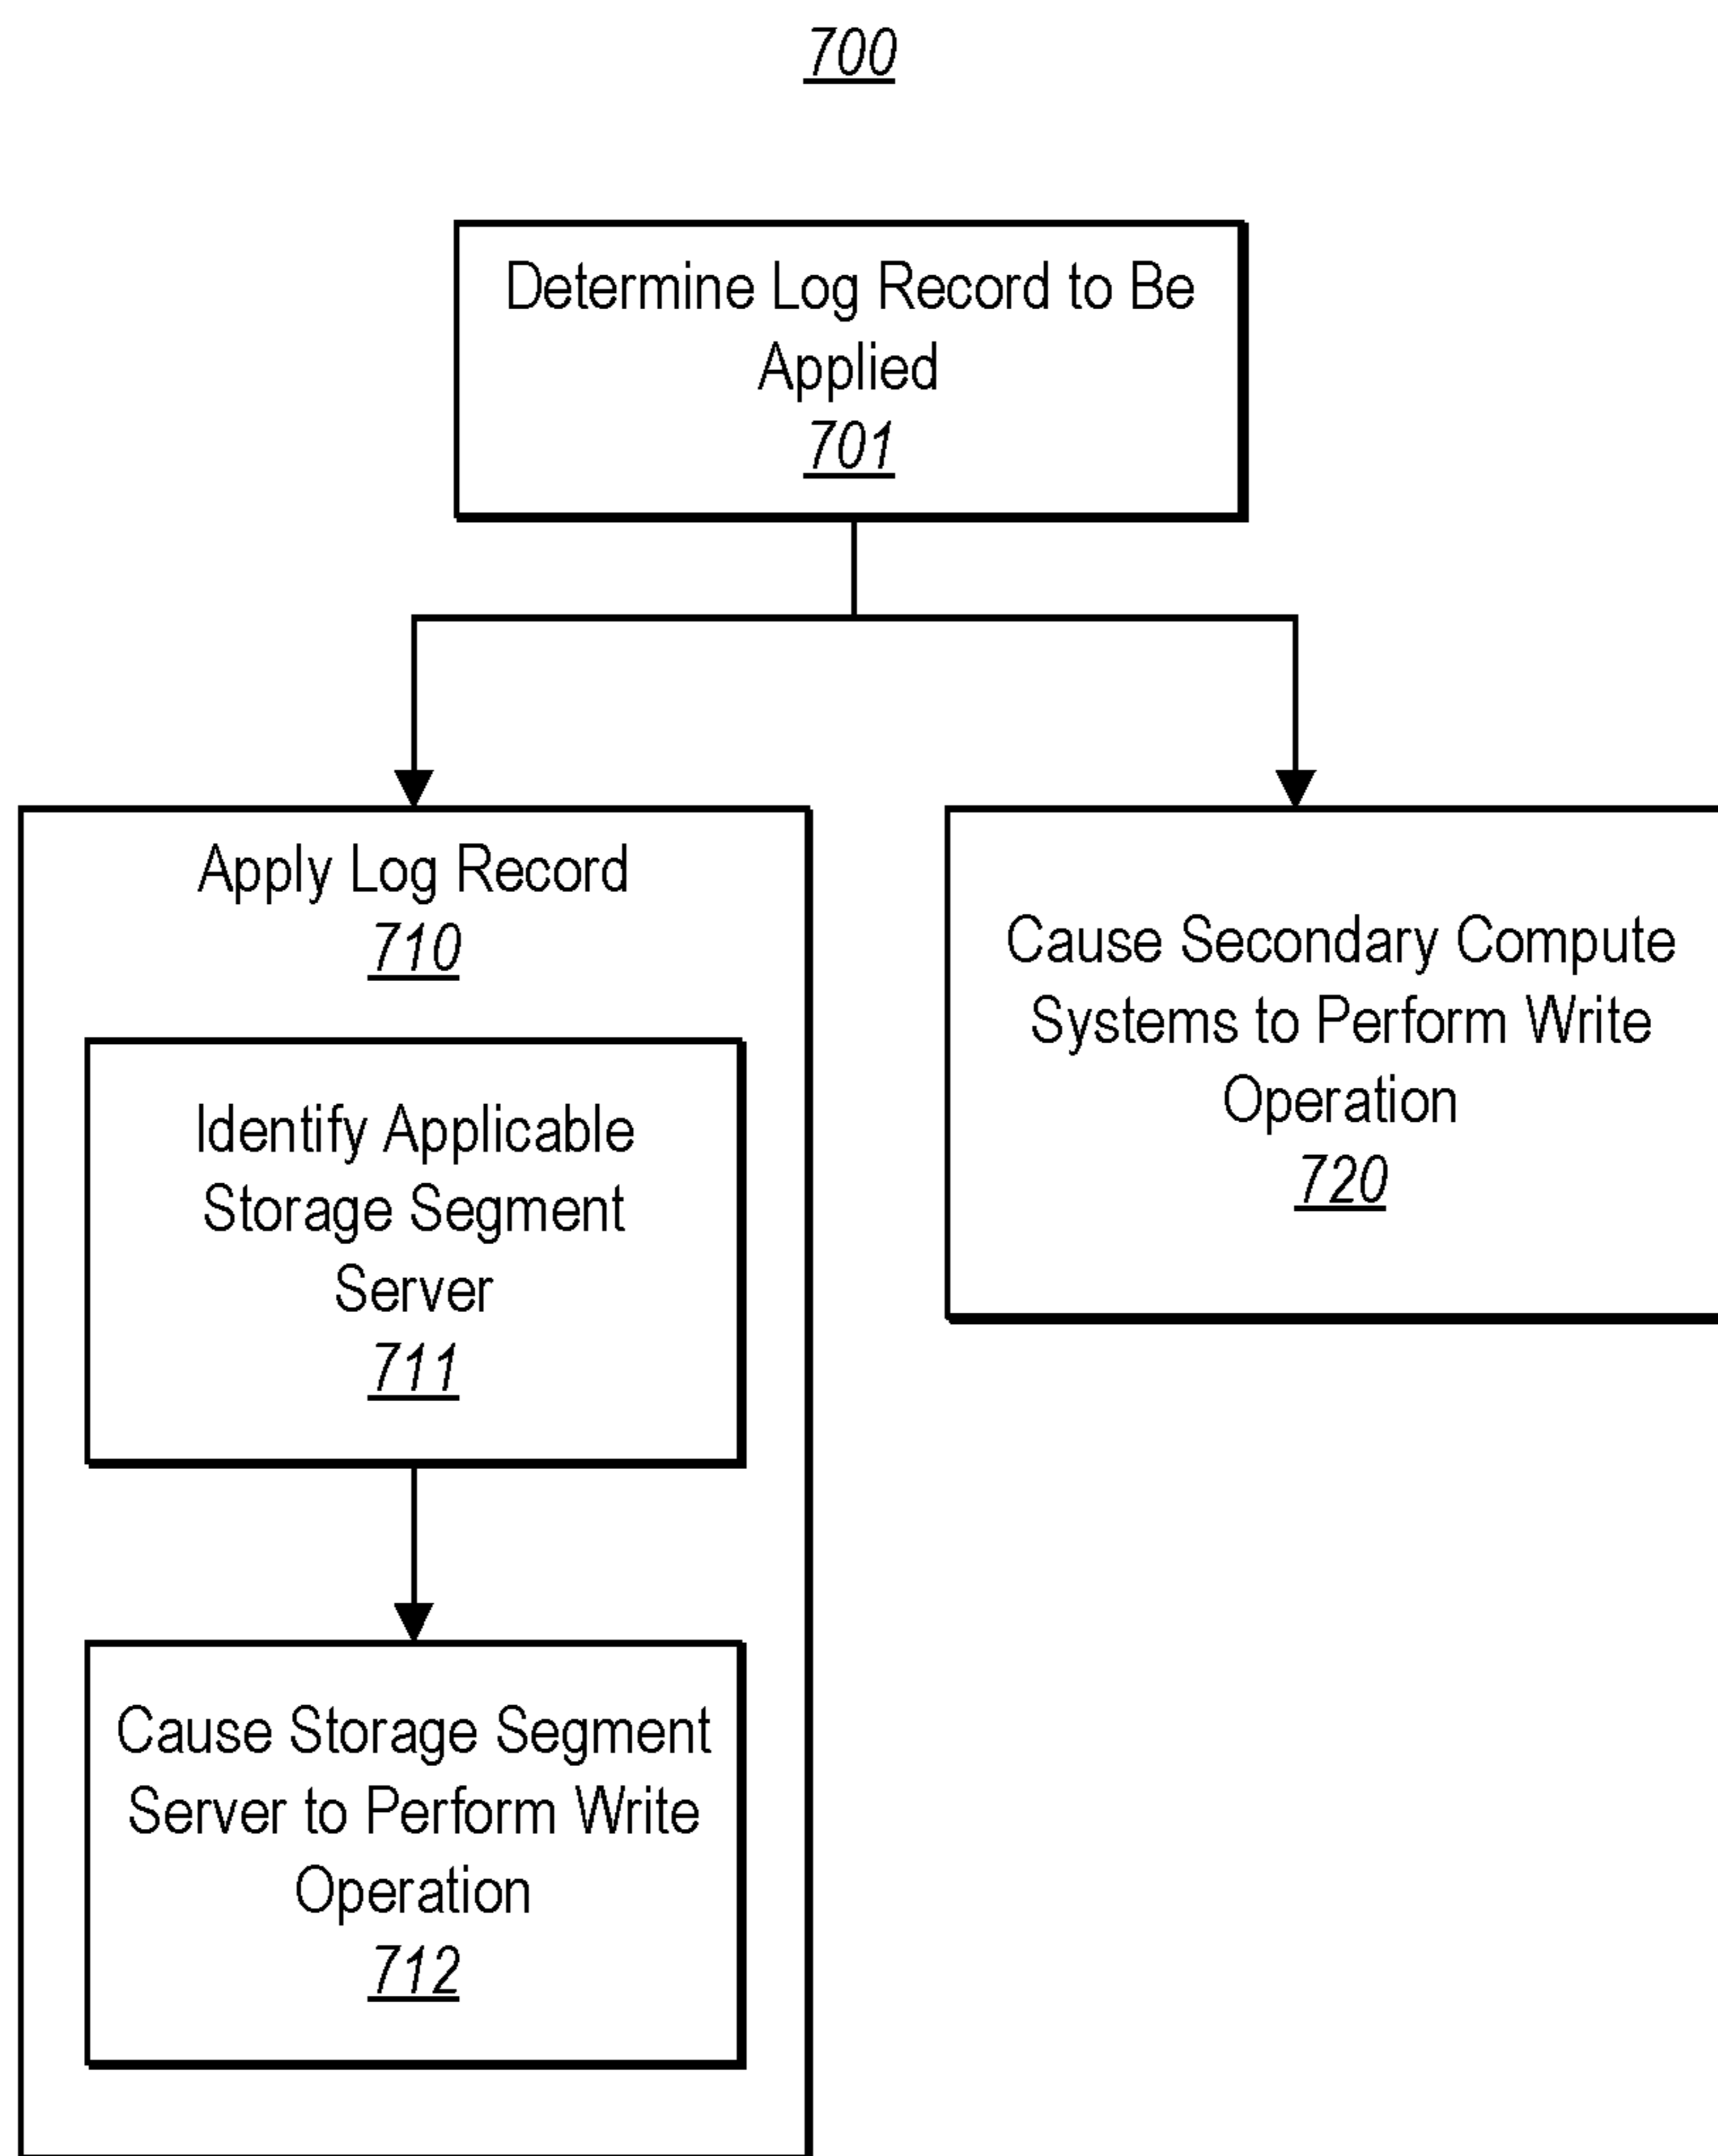 700
Determine Log Record to Be
Applied
701
Apply Log Record
710
Identify Applicable
Storage Segment
Server
711
Cause Storage Segment
Server to Perform Write
Operation
712
Cause Secondary Compute
Systems to Perform Write
Operation
720